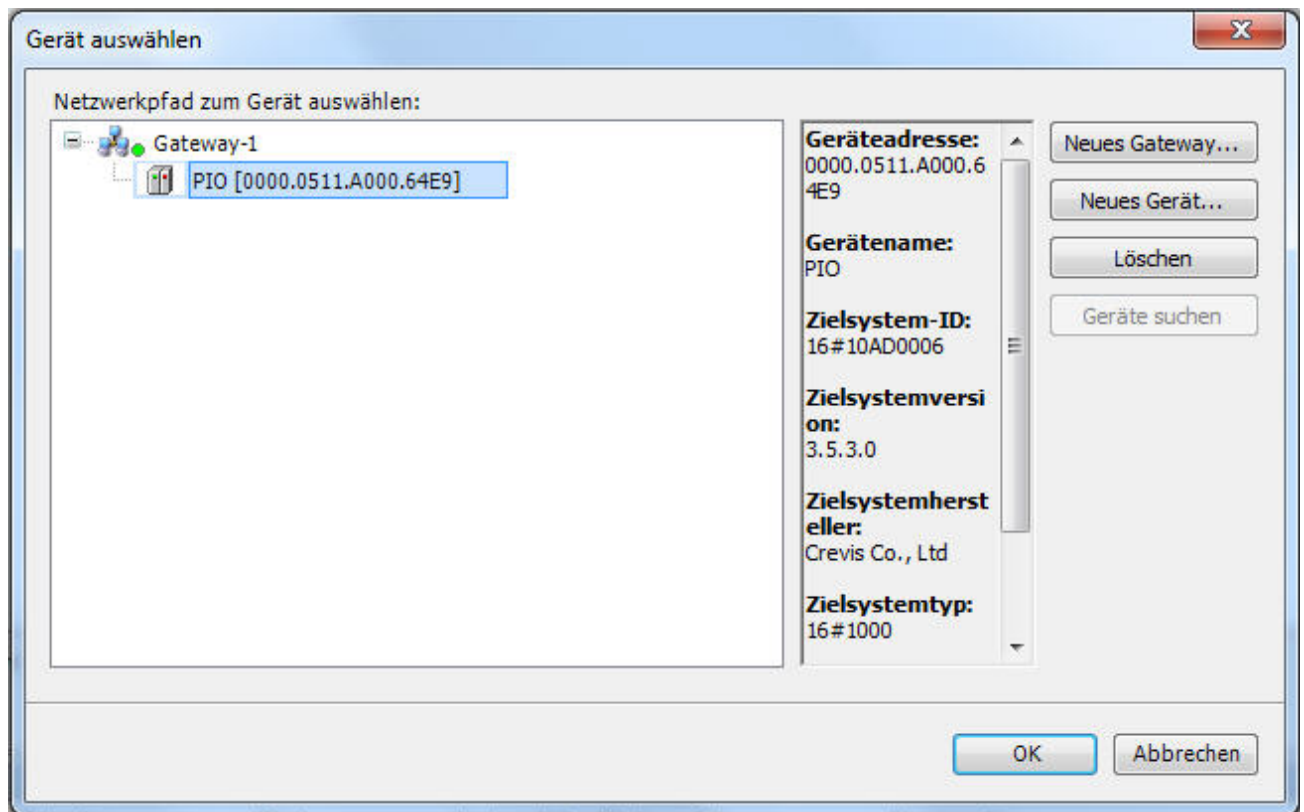 Gerät auswählen
Netzwerkpfad zum Gerät auswählen:
Gateway-1
PIO [0000.0511.A000.64E9]
Geräteadresse:
0000.0511.A000.6
4E9
Gerätename:
PIO
Zielsystem-ID:
16#10AD0006
Zielsystemversi
on:
3.5.3.0
Zielsystemherst
eller:
Crevis Co., Ltd
Zielsystemtyp:
16#1000
Neues Gateway...
Neues Gerät...
Löschen
Geräte suchen
OK
Abbrechen